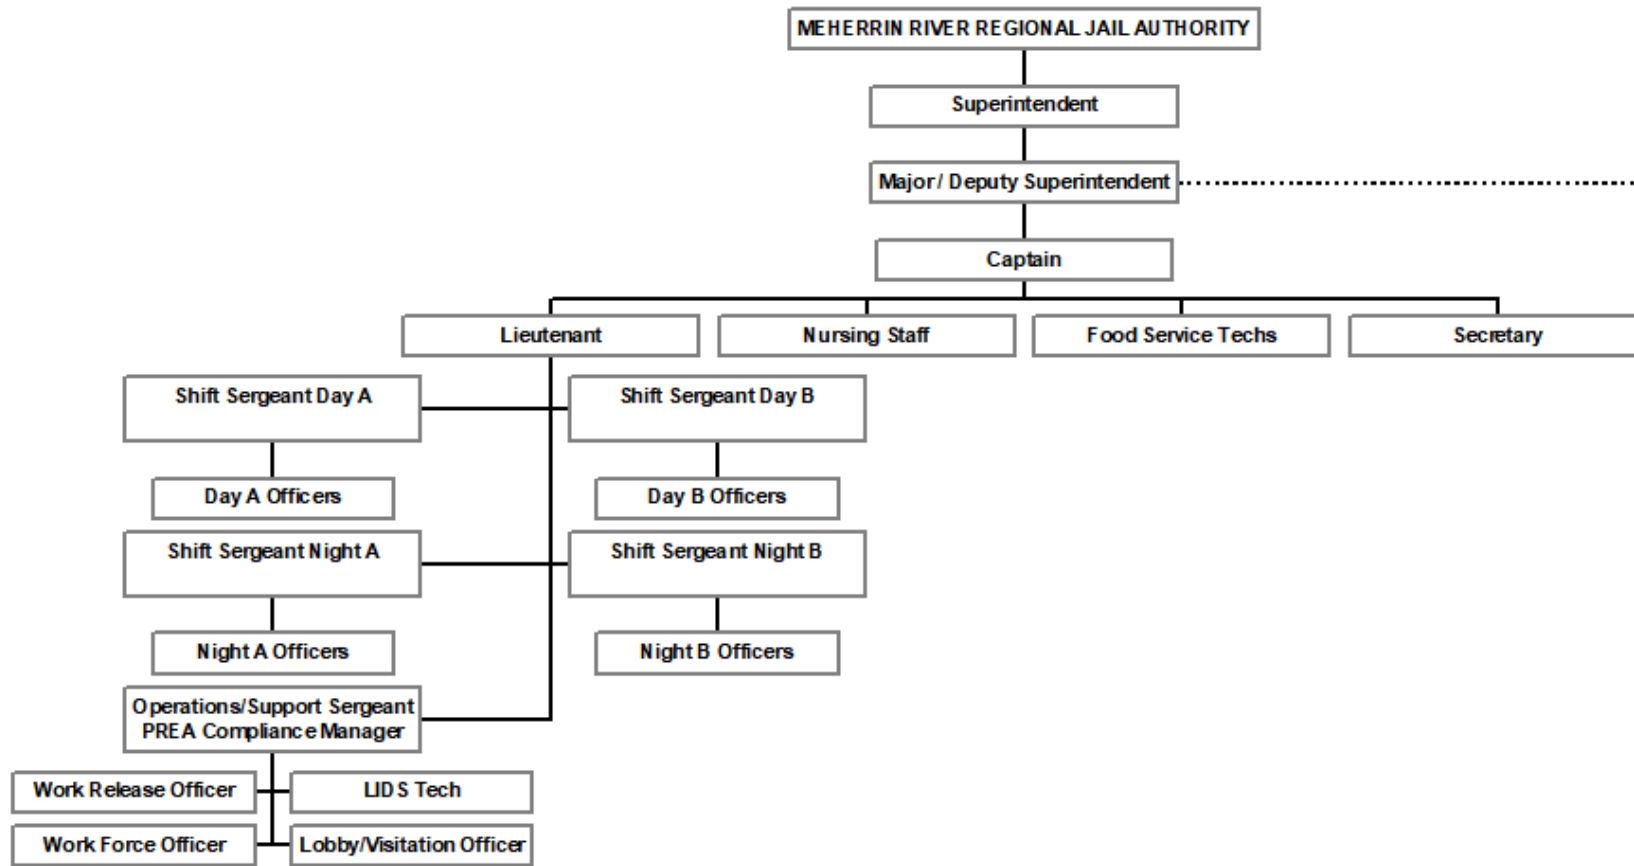 MEHERRIN RIVER REGIONAL JAIL AUTHORITY
Superintendent
Major / Deputy Superintendent
Captain
Lieutenant
Nursing Staff
Food Service Techs
Secretary
Shift Sergeant Day A
Shift Sergeant Day B
Day A Officers
Day B Officers
Shift Sergeant Night A
Shift Sergeant Night B
Night A Officers
Night B Officers
Operations/Support Sergeant
PREA Compliance Manager
Work Release Officer
LIDS Tech
Work Force Officer
Lobby/Visitation Officer